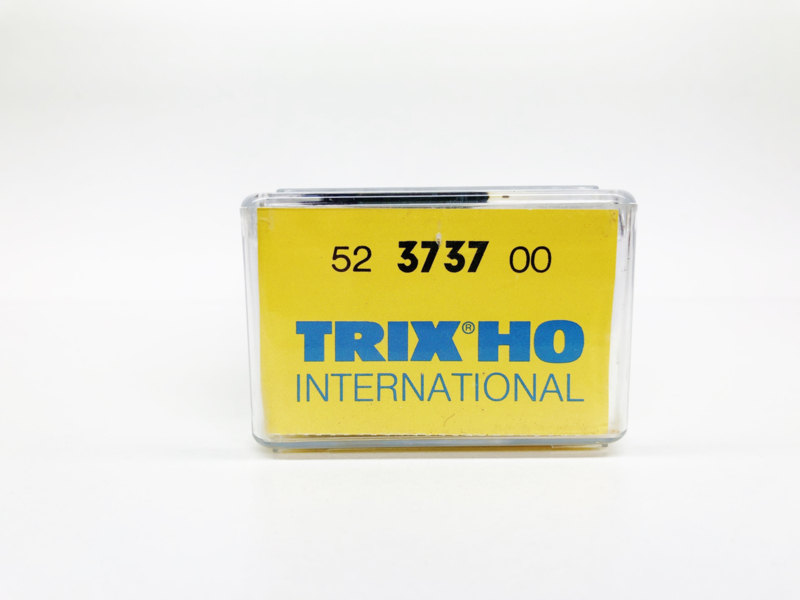 52 3737 00
TRIX® HO
INTERNATIONAL